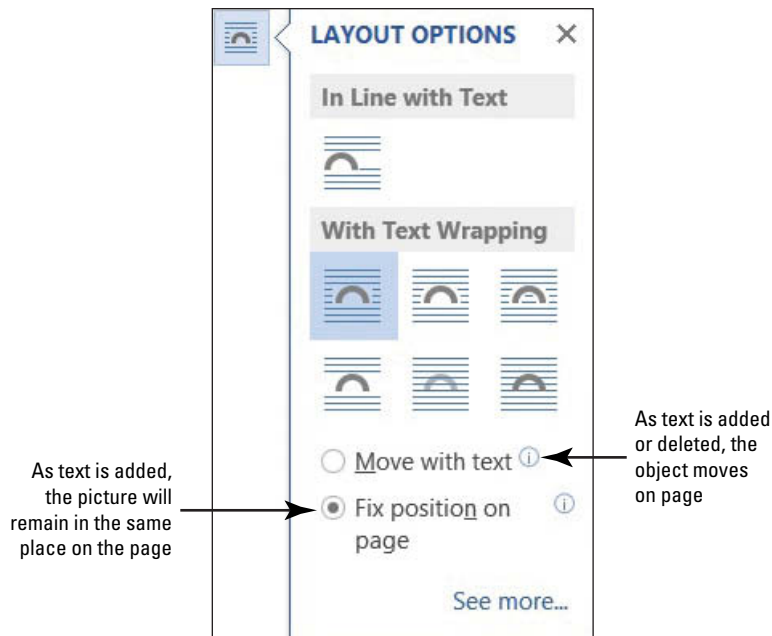 LAYOUT OPTIONS
In Line with Text
With Text Wrapping
Move with text
Fix position on
page
See more...
As text is added,
the picture will
remain in the same
place on the page
As text is added
or deleted, the
object moves
on page